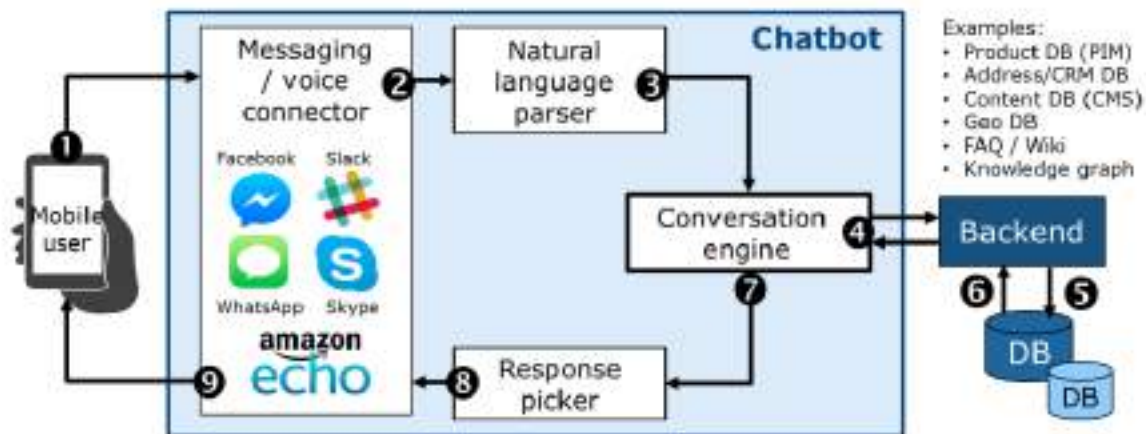 Messaging
/ voice
connector
Facebook
Slack
WhatsApp
Skype
amazon
echo
Natural
language
parser
Chatbot
Examples:
• Product DB (PIM)
• Address/CRM DB
• Content DB (CMS)
• Geo DB
• FAQ / Wiki
• Knowledge graph
1
2
3
Mobile
user
Conversation
engine
4
Backend
7
6
5
DB
DB
9
8
Response
picker